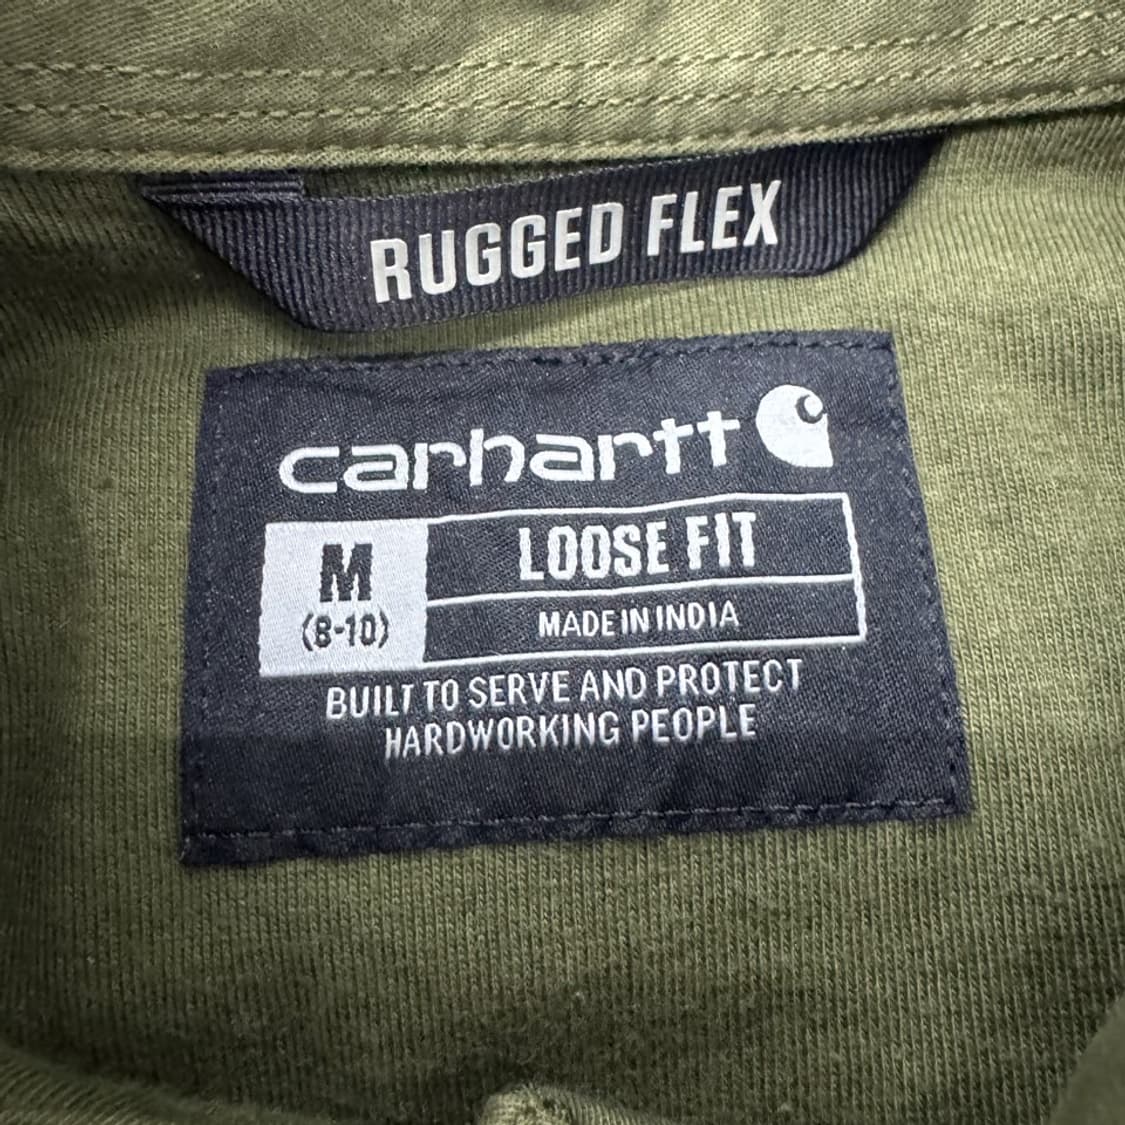 RUGGED FLEX
carhartt
M
(8-10)
LOOSE FIT
MADE IN INDIA
BUILT TO SERVE AND PROTECT
HARDWORKING PEOPLE